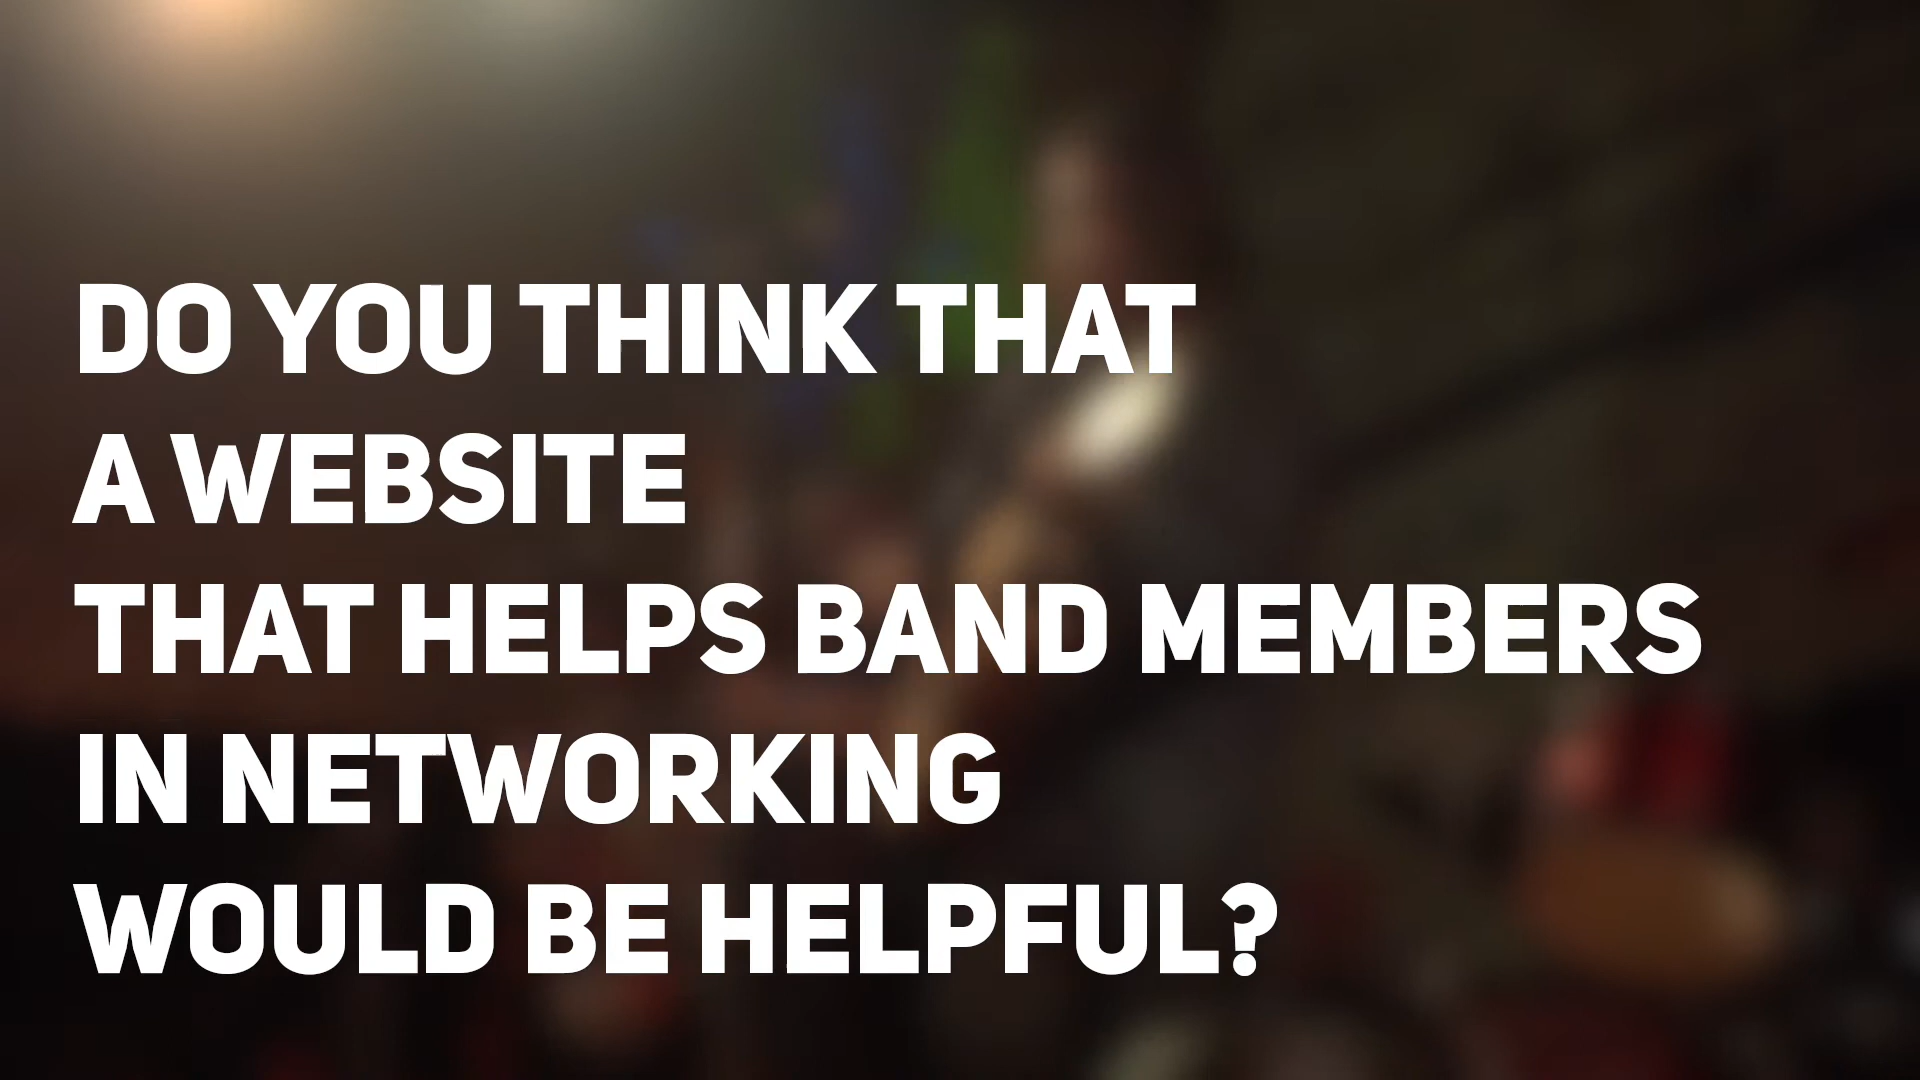 DO YOU THINK THAT
A WEBSITE
THAT HELPS BAND MEMBERS
IN NETWORKING
WOULD BE HELPFUL?